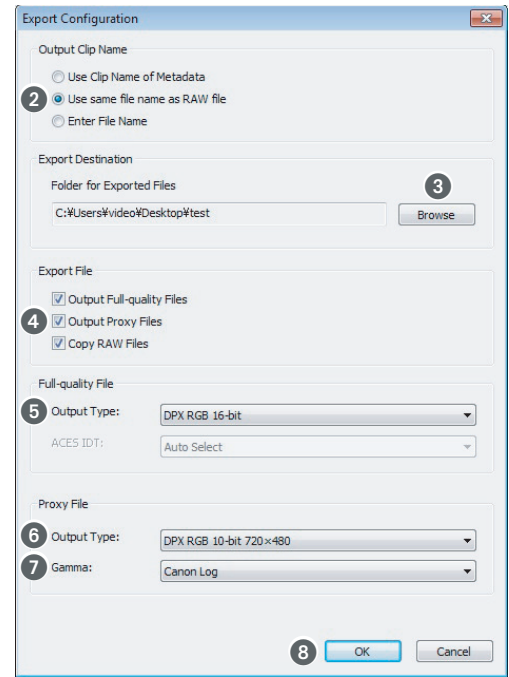 Export Configuration
Output Clip Name
Use Clip Name of Metadata
2 Use same file name as RAW file
Enter File Name
Export Destination
Folder for Exported Files
3
C:¥Users¥video¥Desktop¥test Browse
Export File
Output Full-quality Files
4 Output Proxy Files
Copy RAW Files
Full-quality File
5 Output Type: DPX RGB 16-bit
ACES IDT: Auto Select
Proxy File
6 Output Type: DPX RGB 10-bit 720×480
7 Gamma: Canon Log
8 OK Cancel